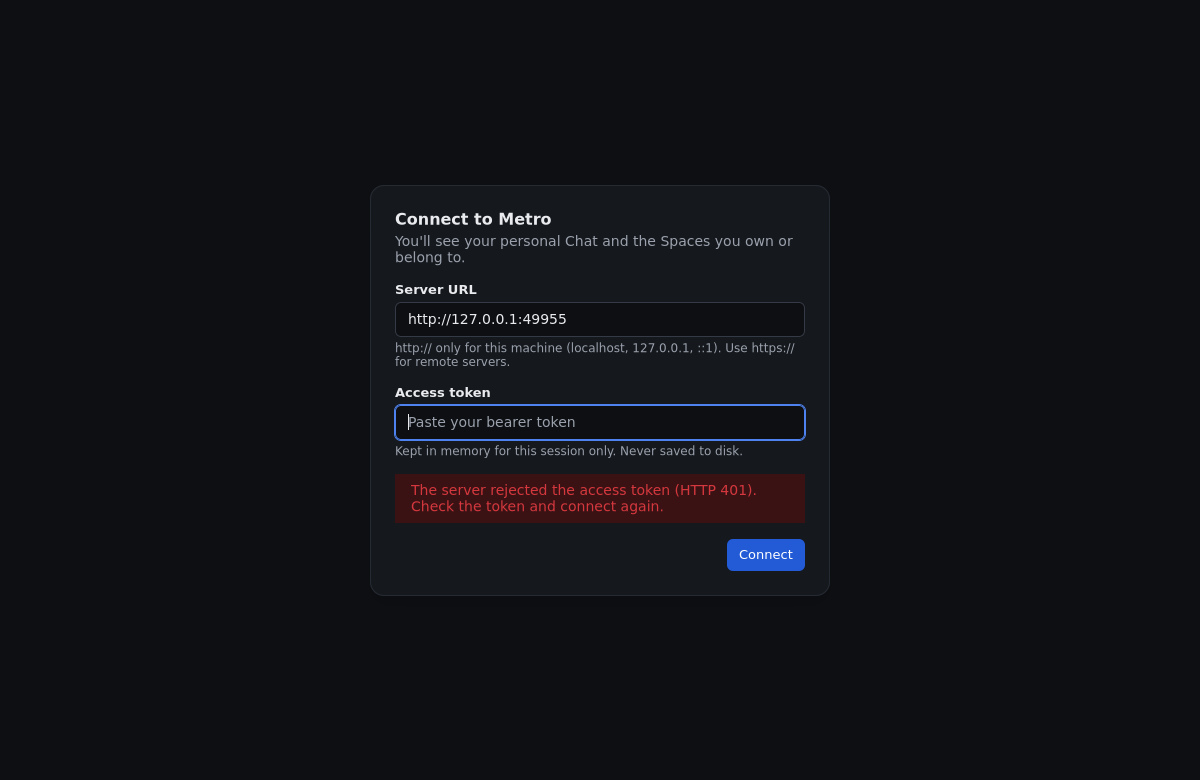 Connect to Metro
You'll see your personal Chat and the Spaces you own or
belong to.
Server URL
http://127.0.0.1:49955
http:// only for this machine (localhost, 127.0.0.1, ::1). Use https://
for remote servers.
Access token
Paste your bearer token
Kept in memory for this session only. Never saved to disk.
The server rejected the access token (HTTP 401).
Check the token and connect again.
Connect